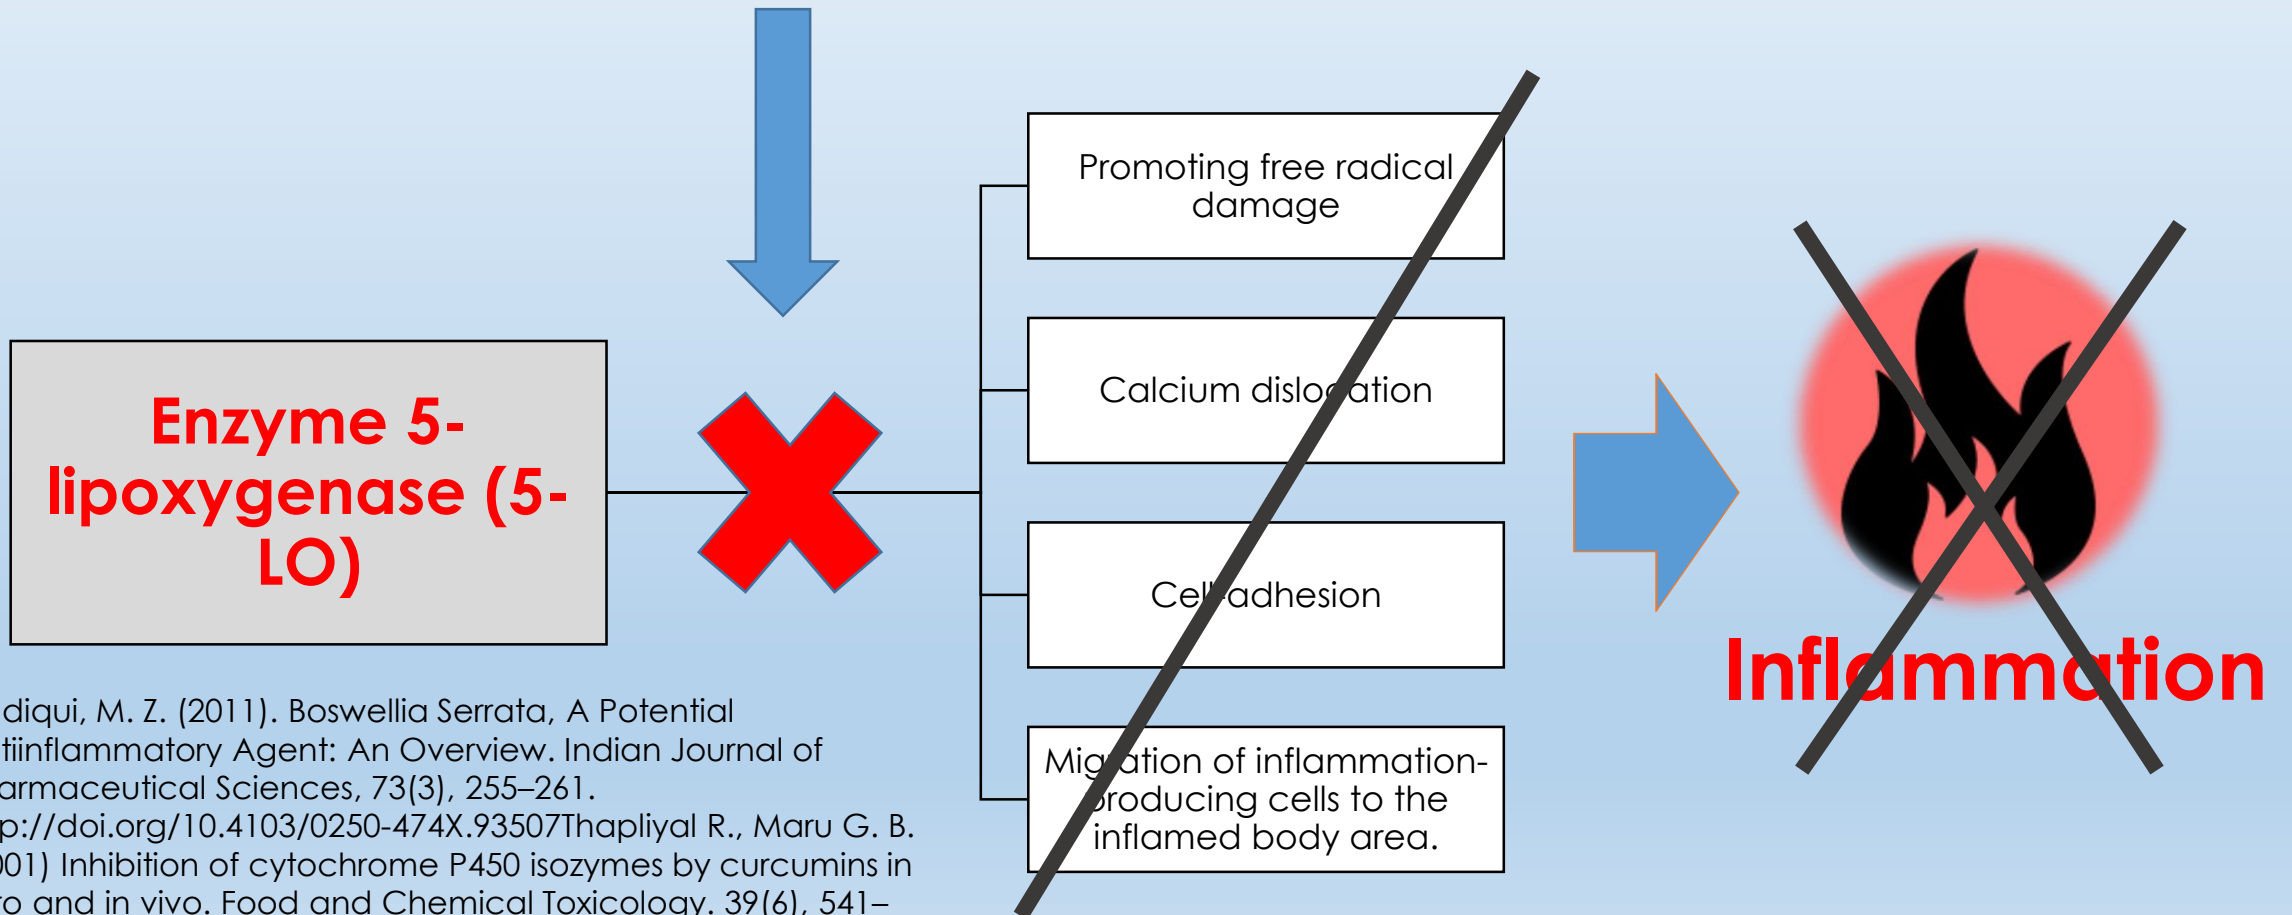 Promoting free radical
damage
Enzyme 5-
lipoxygenase (5-
LO)
Calcium dislocation
Cell-adhesion
Migration of inflammation-
producing cells to the
inflamed body area.
Inflammation
diqui, M. Z. (2011). Boswellia Serrata, A Potential
tiinflammatory Agent: An Overview. Indian Journal of
armaceutical Sciences, 73(3), 255–261.
p://doi.org/10.4103/0250-474X.93507Thapliyal R., Maru G. B.
001) Inhibition of cytochrome P450 isozymes by curcumins in
ro and in vivo. Food and Chemical Toxicology. 39(6), 541–